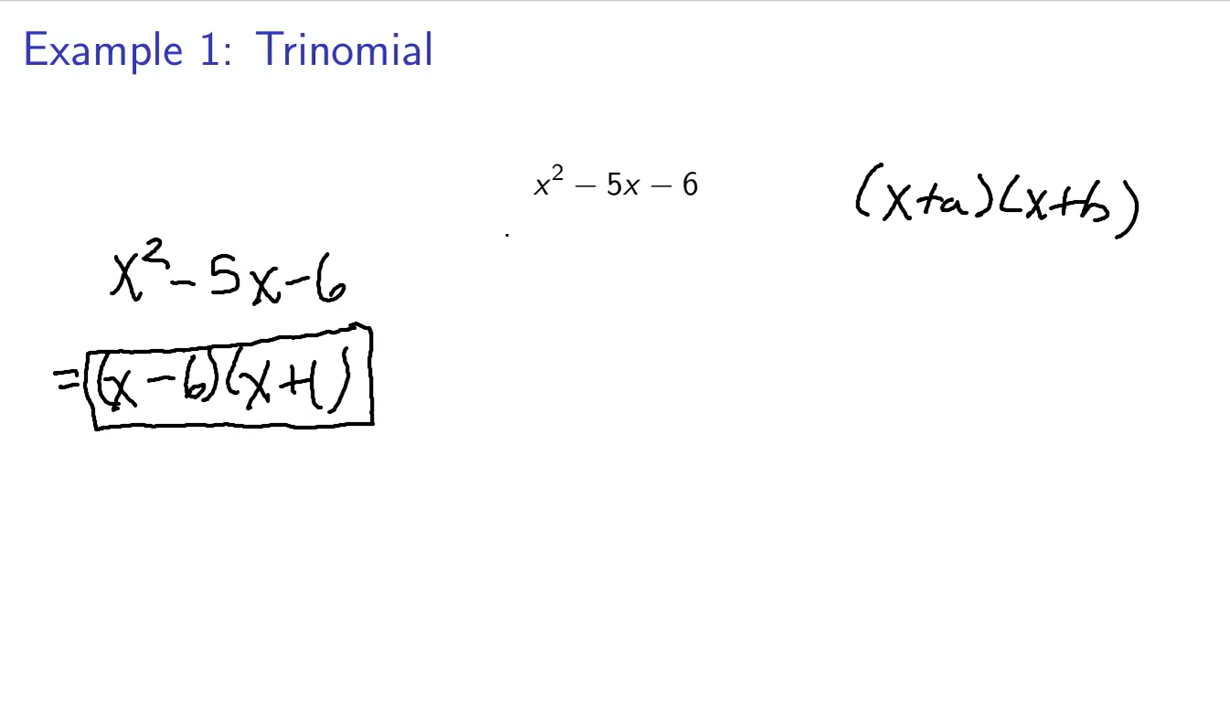 Example 1: Trinomial
x² − 5x − 6
(x+a)(x+b)
x² - 5x - 6
= (x - 6)(x + 1)